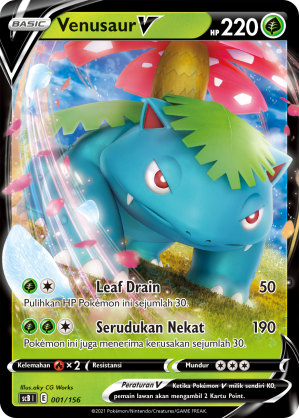 BASIC
Venusaur V HP 220
Leaf Drain 50
Pulihkan HP Pokémon ini sejumlah 30.
Serudukan Nekat 190
Pokémon ini juga menerima kerusakan sejumlah 30.
Kelemahan × 2 Resistansi Mundur
Illus.aky CG Works
Peraturan V Ketika Pokémon V milik sendiri KO,
pemain lawan akan mengambil 2 Kartu Point.
E 001/156
©2021 Pokémon/Nintendo/Creatures/GAME FREAK.